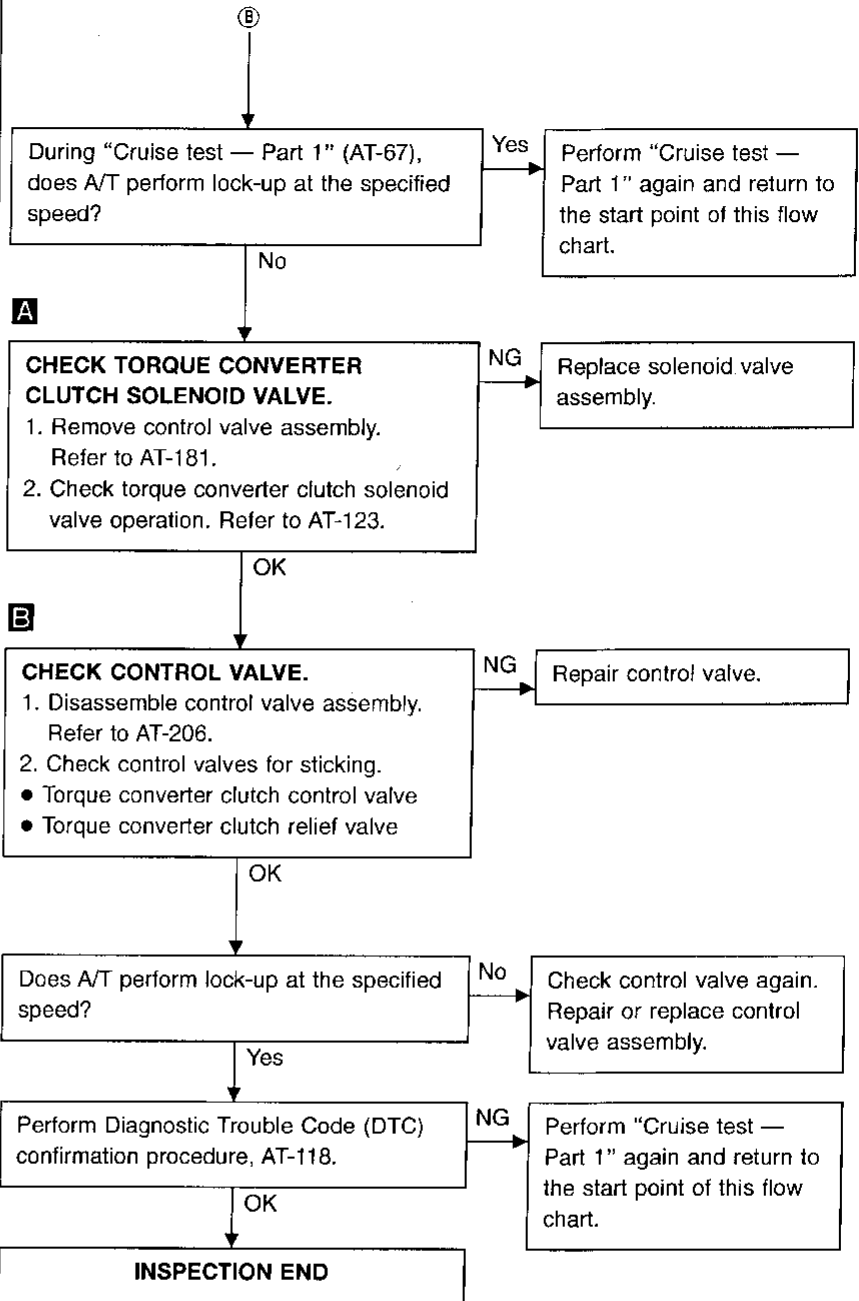 B
During “Cruise test — Part 1” (AT-67),
does A/T perform lock-up at the specified
speed?
Yes
Perform “Cruise test —
Part 1” again and return to
the start point of this flow
chart.
No
A
CHECK TORQUE CONVERTER
CLUTCH SOLENOID VALVE.
1. Remove control valve assembly.
Refer to AT-181.
2. Check torque converter clutch solenoid
valve operation. Refer to AT-123.
NG
Replace solenoid valve
assembly.
OK
B
CHECK CONTROL VALVE.
1. Disassemble control valve assembly.
Refer to AT-206.
2. Check control valves for sticking.
● Torque converter clutch control valve
● Torque converter clutch relief valve
NG
Repair control valve.
OK
Does A/T perform lock-up at the specified
speed?
No
Check control valve again.
Repair or replace control
valve assembly.
Yes
Perform Diagnostic Trouble Code (DTC)
confirmation procedure, AT-118.
NG
Perform “Cruise test —
Part 1” again and return to
the start point of this flow
chart.
OK
INSPECTION END